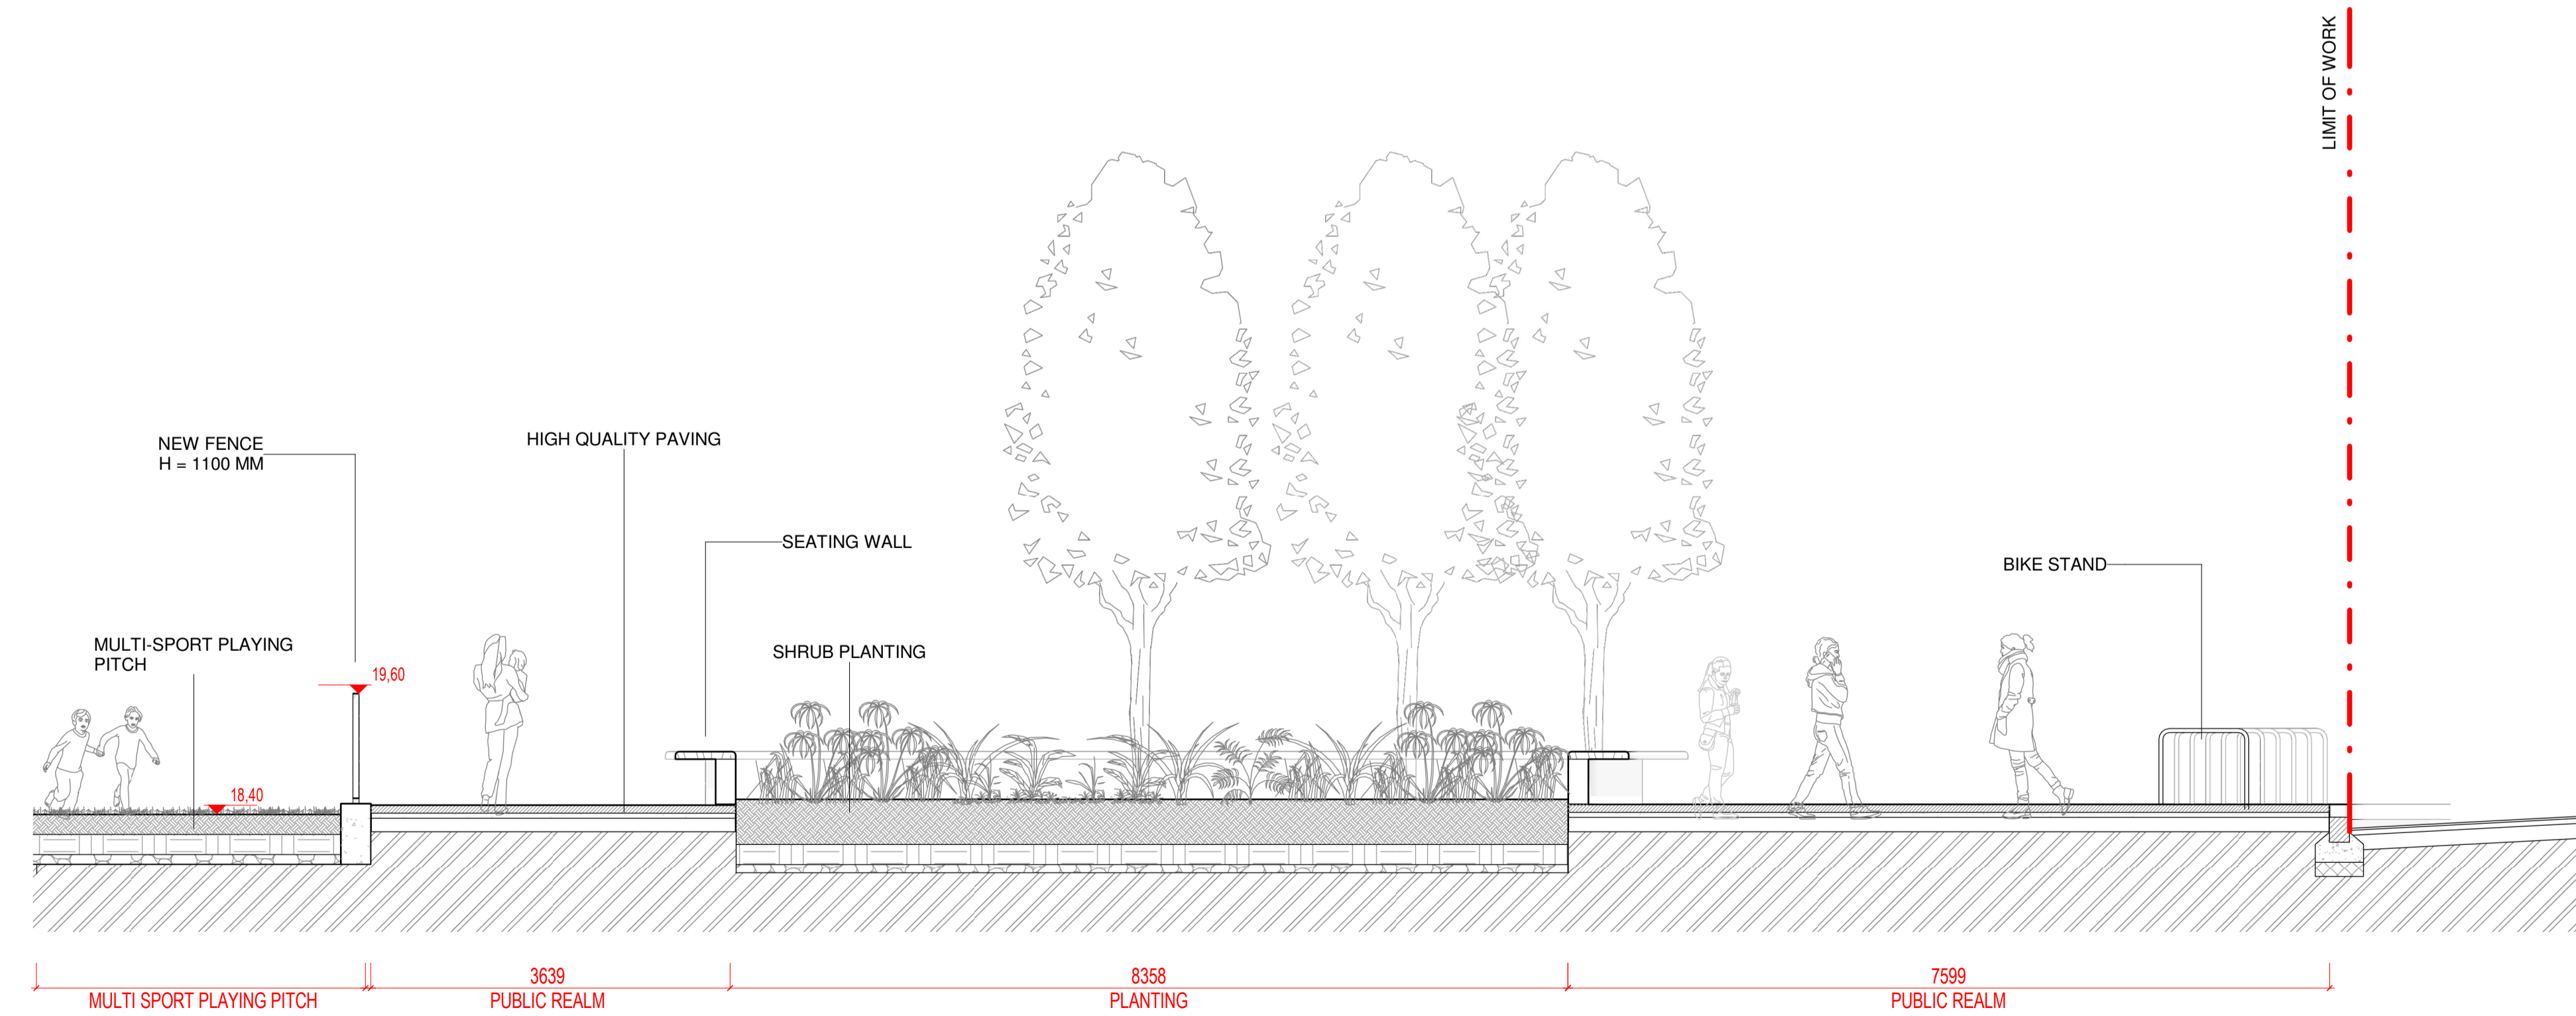 LIMIT OF WORK
NEW FENCE
H = 1100 MM
HIGH QUALITY PAVING
SEATING WALL
BIKE STAND
MULTI-SPORT PLAYING
PITCH
SHRUB PLANTING
19,60
18,40
3639
8358
7599
MULTI SPORT PLAYING PITCH
PUBLIC REALM
PLANTING
PUBLIC REALM